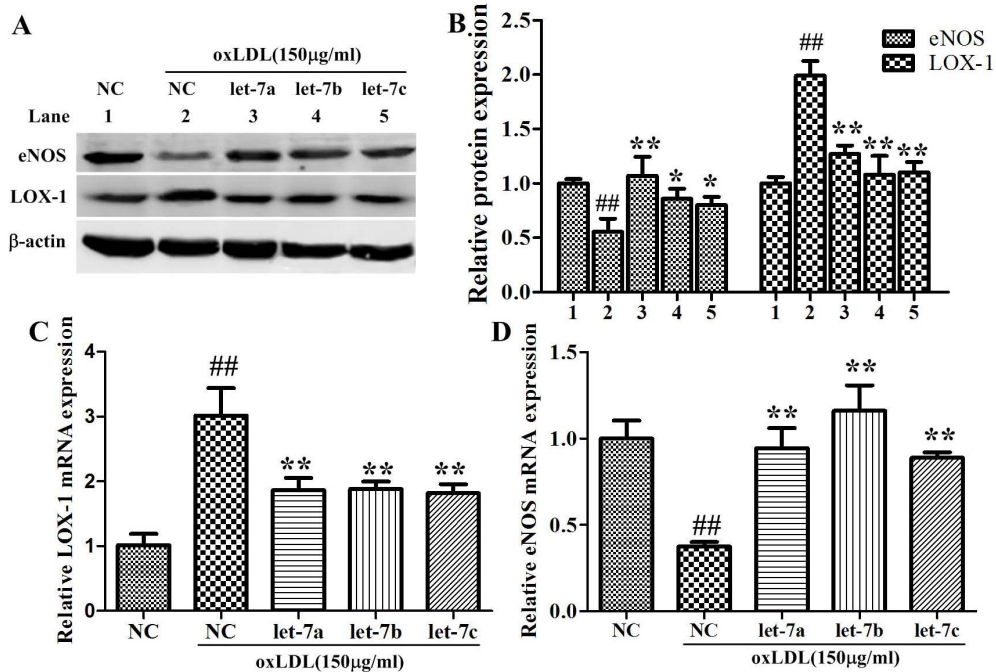 A
oxLDL(150μg/ml)
NC NC let-7a let-7b let-7c
Lane 1 2 3 4 5
eNOS
LOX-1
β-actin
B
Relative protein expression
2.5
2.0
1.5
1.0
0.5
0.0
## ** * * ## ** ** **
eNOS
LOX-1
1 2 3 4 5 1 2 3 4 5
C
Relative LOX-1 mRNA expression
4
3
2
1
0
## ** ** **
NC NC let-7a let-7b let-7c
oxLDL(150μg/ml)
D
Relative eNOS mRNA expression
1.5
1.0
0.5
0.0
## ** ** **
NC NC let-7a let-7b let-7c
oxLDL(150μg/ml)